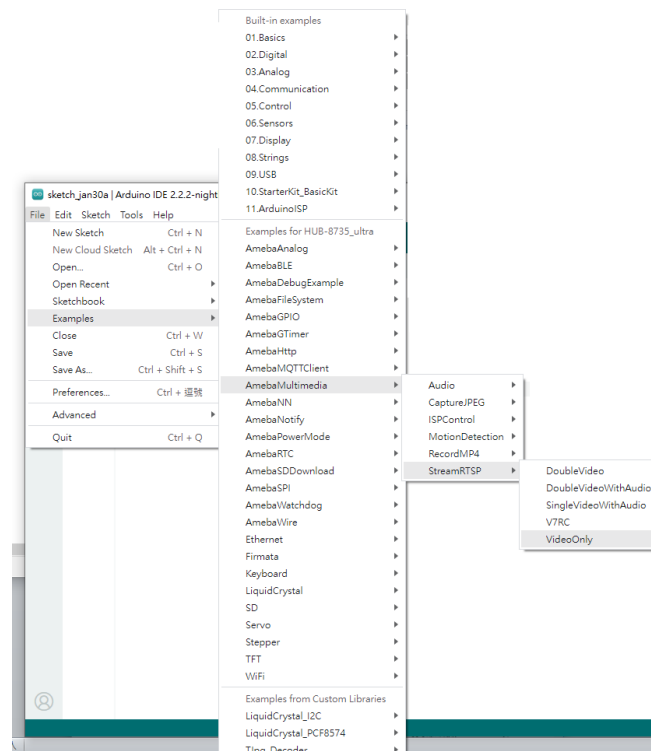 sketch_jan30a | Arduino IDE 2.2.2-night
File Edit Sketch Tools Help
New Sketch Ctrl + N
New Cloud Sketch Alt + Ctrl + N
Open... Ctrl + O
Open Recent
Sketchbook
Examples
Close Ctrl + W
Save Ctrl + S
Save As... Ctrl + Shift + S
Preferences... Ctrl + 逗號
Advanced
Quit Ctrl + Q
Built-in examples
01.Basics
02.Digital
03.Analog
04.Communication
05.Control
06.Sensors
07.Display
08.Strings
09.USB
10.StarterKit_BasicKit
11.ArduinoISP
Examples for HUB-8735_ultra
AmebaAnalog
AmebaBLE
AmebaDebugExample
AmebaFileSystem
AmebaGPIO
AmebaGTimer
AmebaHttp
AmebaMQTTClient
AmebaMultimedia
AmebaNN
AmebaNotify
AmebaPowerMode
AmebaRTC
AmebaSDDownload
AmebaSPI
AmebaWatchdog
AmebaWire
Ethernet
Firmata
Keyboard
LiquidCrystal
SD
Servo
Stepper
TFT
WiFi
Examples from Custom Libraries
LiquidCrystal_I2C
LiquidCrystal_PCF8574
Audio
CaptureJPEG
ISPControl
MotionDetection
RecordMP4
StreamRTSP
DoubleVideo
DoubleVideoWithAudio
SingleVideoWithAudio
V7RC
VideoOnly